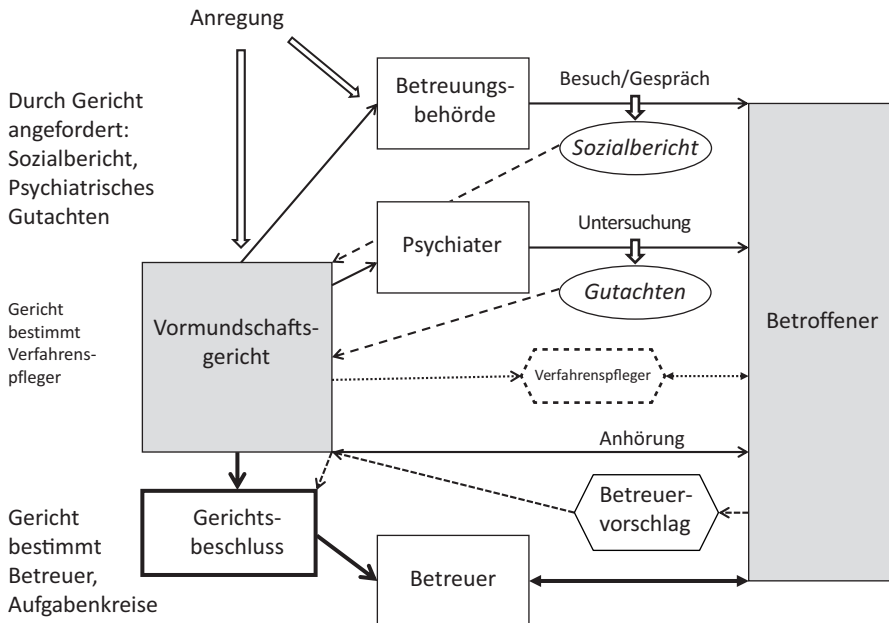 Anregung
Durch Gericht
angefordert:
Sozialbericht,
Psychiatrisches
Gutachten
Betreuungs-
behörde
Besuch/Gespräch
Sozialbericht
Psychiater
Untersuchung
Gutachten
Betroffener
Gericht
bestimmt
Verfahrens-
pfleger
Vormundschafts-
gericht
Verfahrenspfleger
Anhörung
Betreuer-
vorschlag
Gericht
bestimmt
Betreuer,
Aufgabenkreise
Gerichts-
beschluss
Betreuer